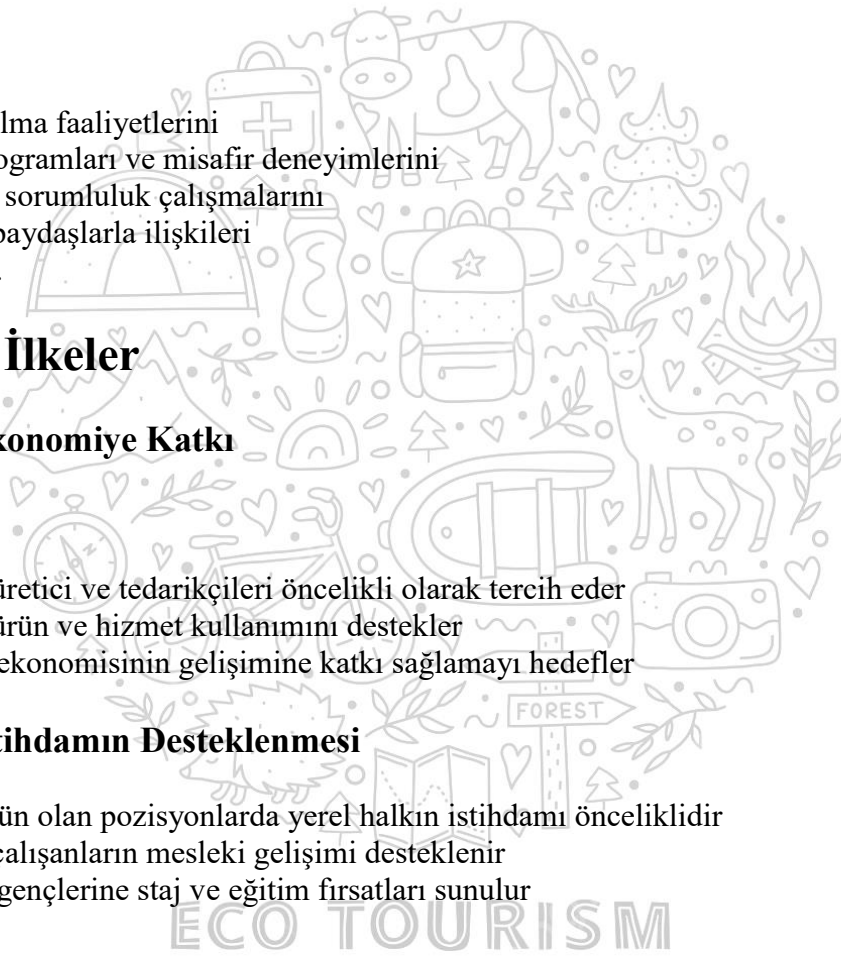 lma faaliyetlerini
ogramları ve misafir deneyimlerini
sorumluluk çalışmalarını
paydaşlarla ilişkileri
.
İlkeler
konomiye Katkı
üretici ve tedarikçileri öncelikli olarak tercih eder
ürün ve hizmet kullanımını destekler
ekonomisinin gelişimine katkı sağlamayı hedefler
tihdamın Desteklenmesi
ün olan pozisyonlarda yerel halkın istihdamı önceliklidir
çalışanların mesleki gelişimi desteklenir
gençlerine staj ve eğitim fırsatları sunulur
N
S
FOREST
ECO TOURISM